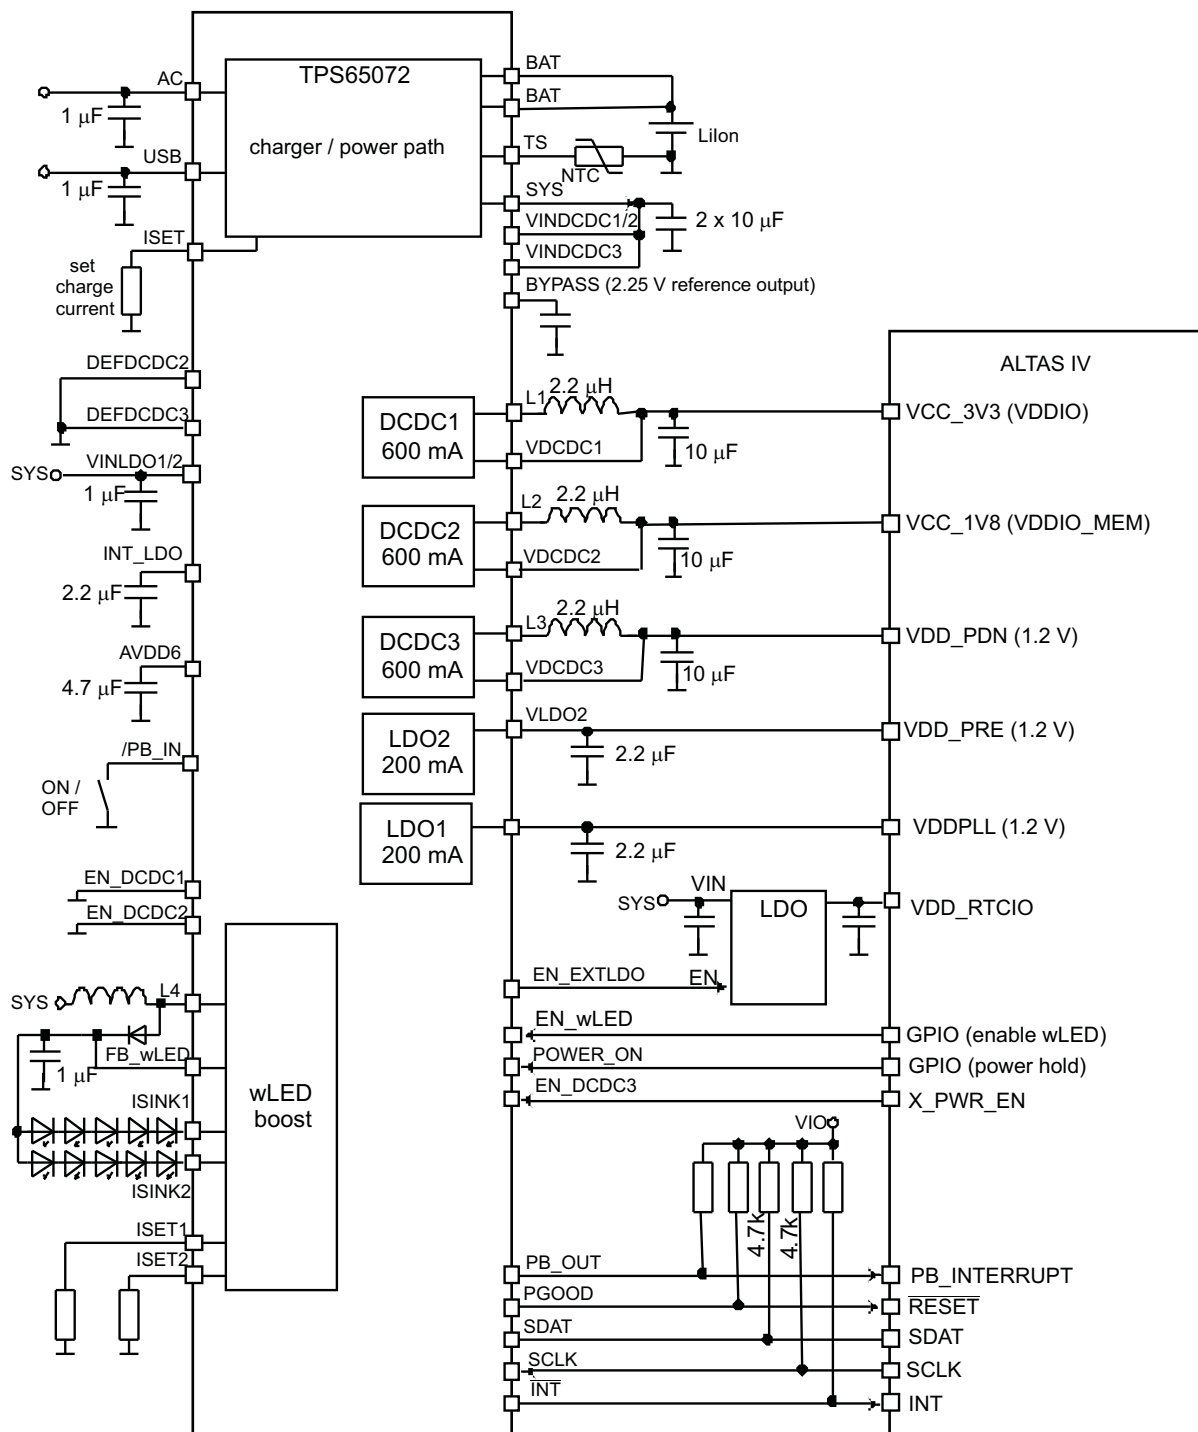 TPS65072
charger / power path
AC
1 μF
USB
1 μF
ISET
set
charge
current
BAT
BAT
LiIon
TS
NTC
SYS
VINDCDC1/2
2 x 10 μF
VINDCDC3
BYPASS (2.25 V reference output)
DEFDCDC2
DEFDCDC3
SYS
VINLDO1/2
1 μF
INT_LDO
2.2 μF
AVDD6
4.7 μF
/PB_IN
ON /
OFF
EN_DCDC1
EN_DCDC2
SYS
L4
FB_wLED
1 μF
ISINK1
ISINK2
ISET1
ISET2
wLED
boost
DCDC1
600 mA
L1
2.2 μH
VDCDC1
10 μF
DCDC2
600 mA
L2
2.2 μH
VDCDC2
10 μF
DCDC3
600 mA
L3
2.2 μH
VDCDC3
10 μF
LDO2
200 mA
VLDO2
2.2 μF
LDO1
200 mA
2.2 μF
SYS
VIN
LDO
EN_EXTLDO
EN
EN_wLED
POWER_ON
EN_DCDC3
VIO
4.7k
4.7k
PB_OUT
PGOOD
SDAT
SCLK
INT
ALTAS IV
VCC_3V3 (VDDIO)
VCC_1V8 (VDDIO_MEM)
VDD_PDN (1.2 V)
VDD_PRE (1.2 V)
VDDPLL (1.2 V)
VDD_RTCIO
GPIO (enable wLED)
GPIO (power hold)
X_PWR_EN
PB_INTERRUPT
RESET
SDAT
SCLK
INT